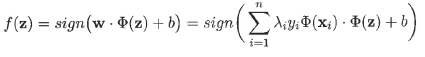 f(z) = sign(w · Φ(z) + b) = sign(∑_{i=1}^{n} λ_i y_i Φ(x_i) · Φ(z) + b)